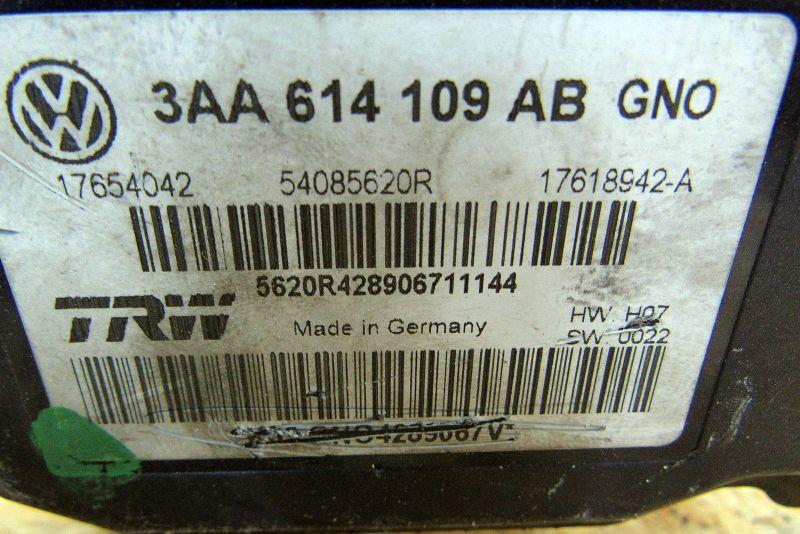 3AA 614 109 AB GNO
17654042 54085620R 17618942-A
5620R428906711144
TRW Made in Germany HW. H07
SW. 0022